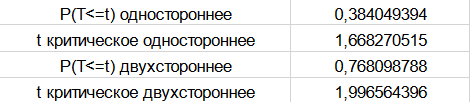 P(T<=t) одностороннее 0,384049394
t критическое одностороннее 1,668270515
P(T<=t) двухстороннее 0,768098788
t критическое двухстороннее 1,996564396